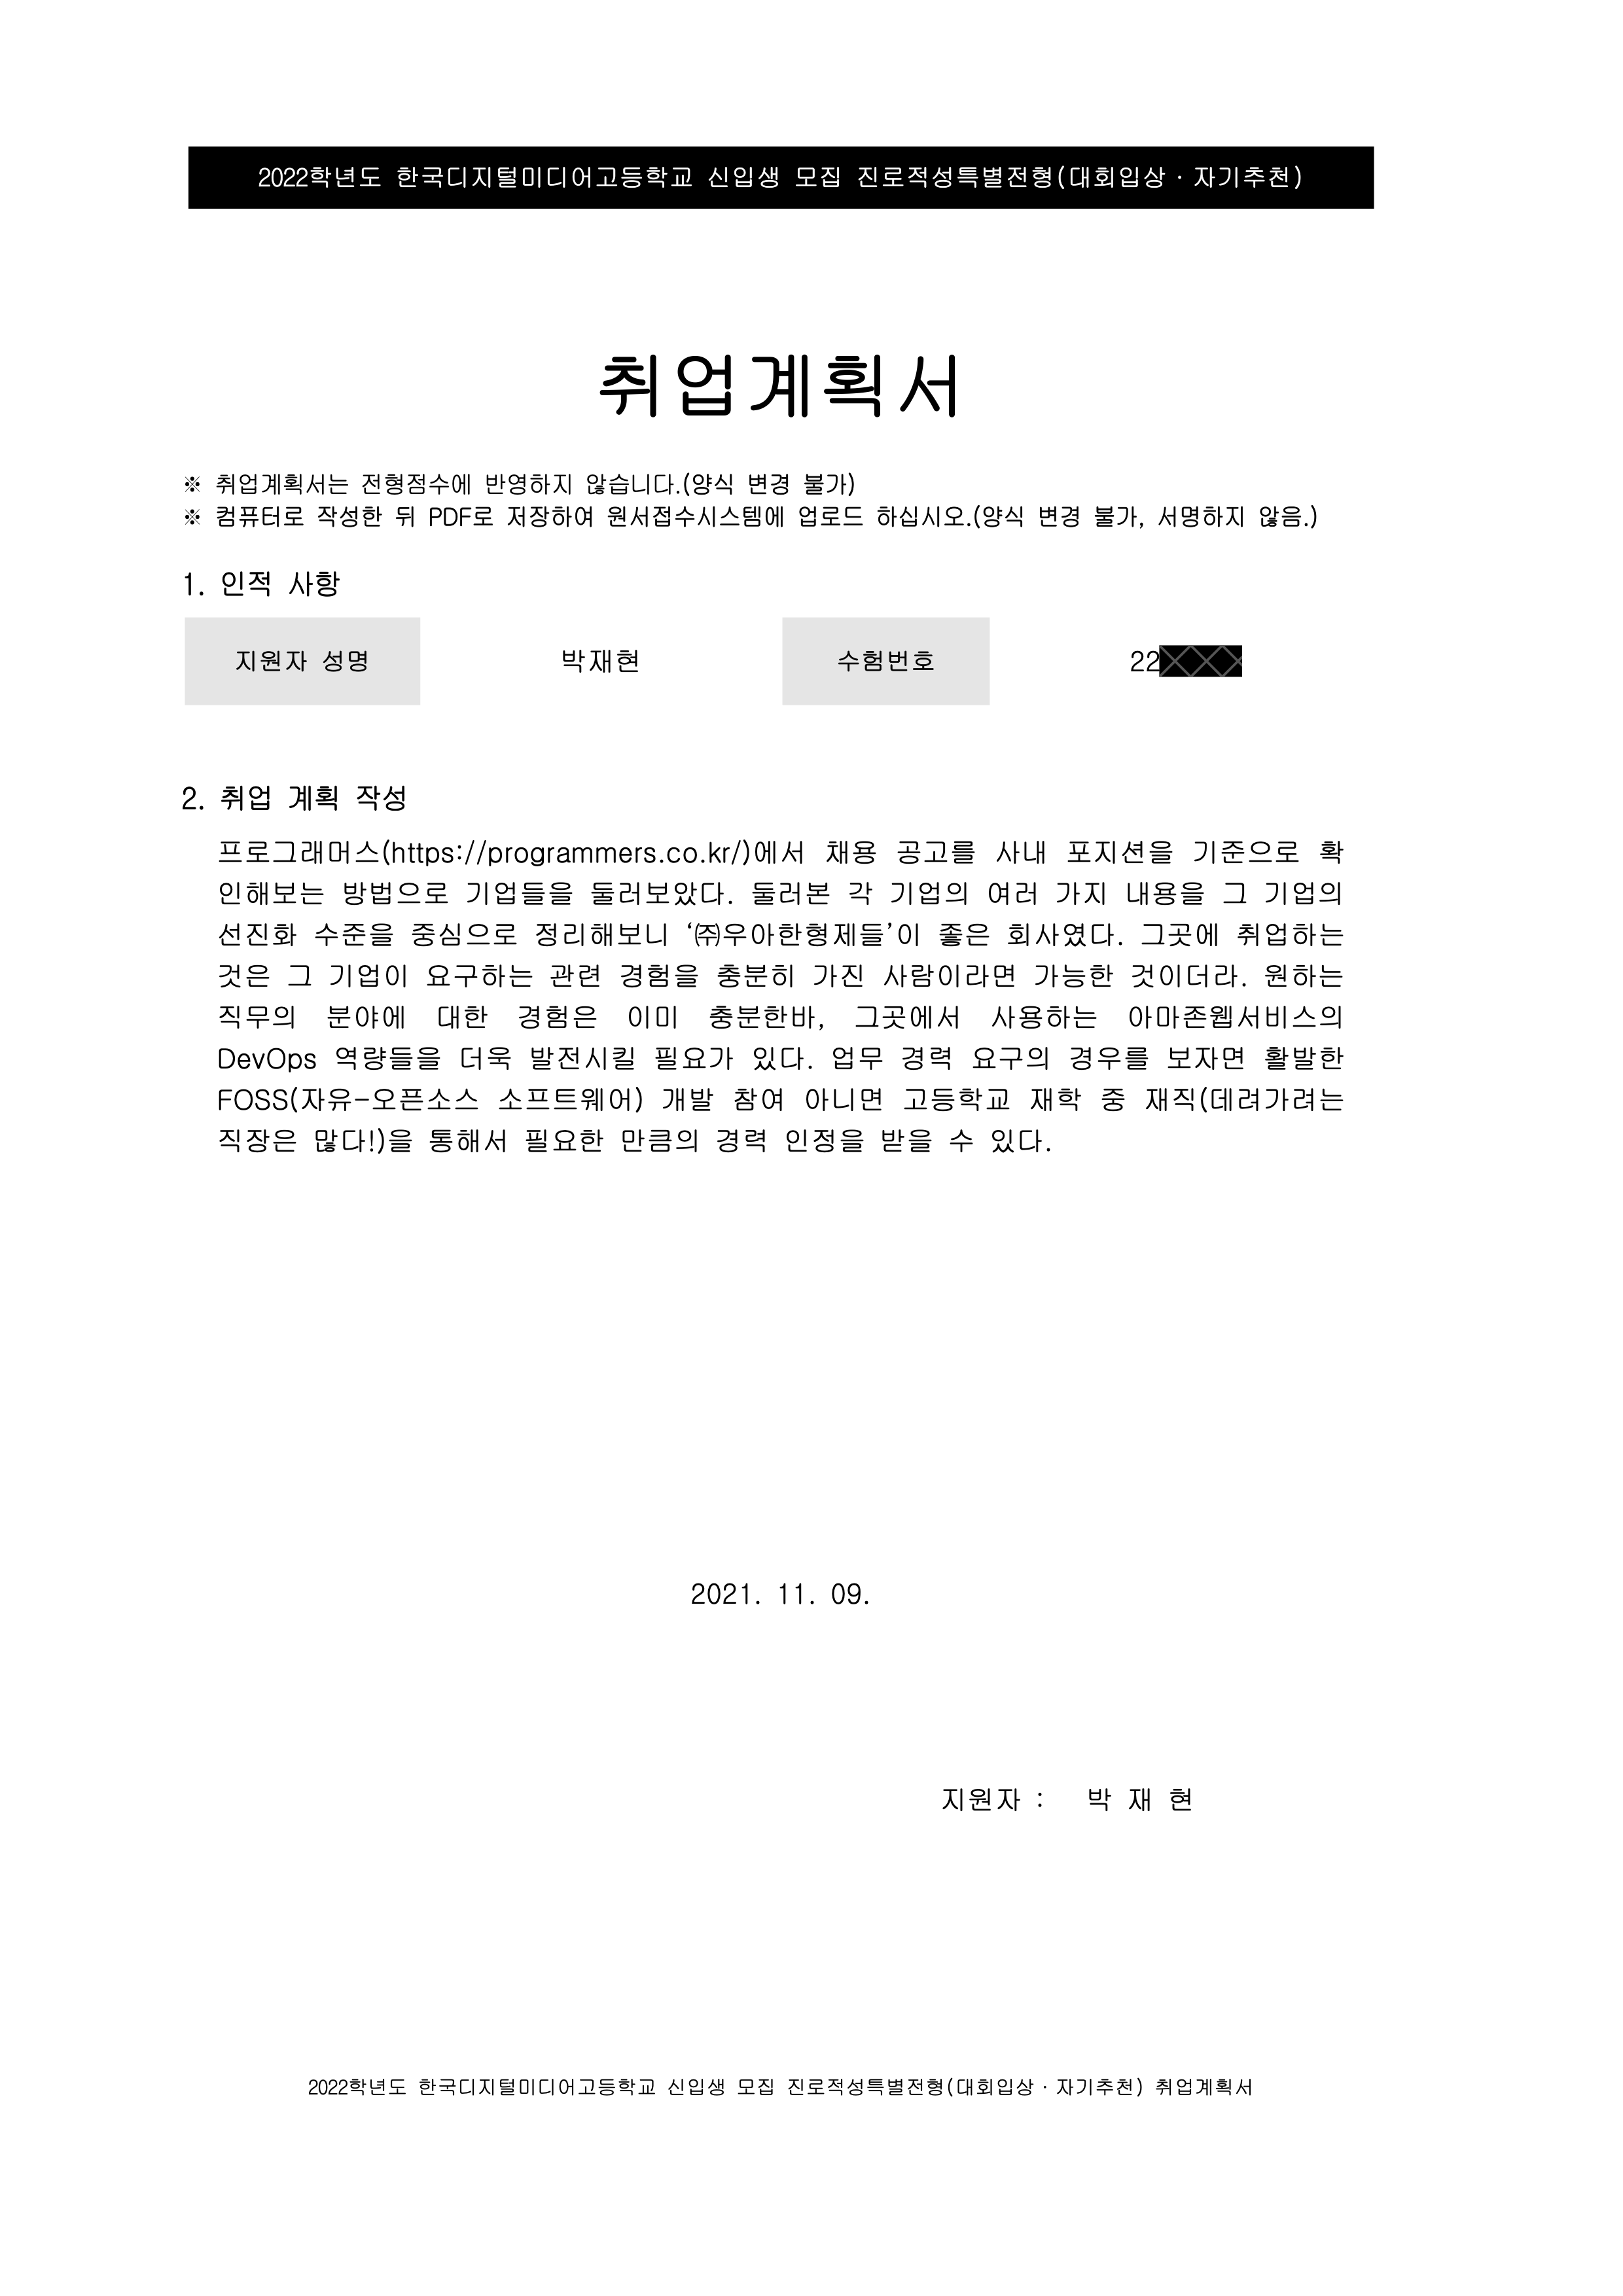 2022학년도 한국디지털미디어고등학교 신입생 모집 진로적성특별전형(대회입상 · 자기추천)
취업계획서
※ 취업계획서는 전형점수에 반영하지 않습니다.(양식 변경 불가)
※ 컴퓨터로 작성한 뒤 PDF로 저장하여 원서접수시스템에 업로드 하십시오.(양식 변경 불가, 서명하지 않음.)
1. 인적 사항
지원자 성명 박재현 수험번호 22
2. 취업 계획 작성
프로그래머스(https://programmers.co.kr/)에서 채용 공고를 사내 포지션을 기준으로 확
인해보는 방법으로 기업들을 둘러보았다. 둘러본 각 기업의 여러 가지 내용을 그 기업의
선진화 수준을 중심으로 정리해보니 ‘㈜우아한형제들’이 좋은 회사였다. 그곳에 취업하는
것은 그 기업이 요구하는 관련 경험을 충분히 가진 사람이라면 가능한 것이더라. 원하는
직무의 분야에 대한 경험은 이미 충분한바, 그곳에서 사용하는 아마존웹서비스의
DevOps 역량들을 더욱 발전시킬 필요가 있다. 업무 경력 요구의 경우를 보자면 활발한
FOSS(자유-오픈소스 소프트웨어) 개발 참여 아니면 고등학교 재학 중 재직(데려가려는
직장은 많다!)을 통해서 필요한 만큼의 경력 인정을 받을 수 있다.
2021. 11. 09.
지원자 : 박 재 현
2022학년도 한국디지털미디어고등학교 신입생 모집 진로적성특별전형(대회입상 · 자기추천) 취업계획서